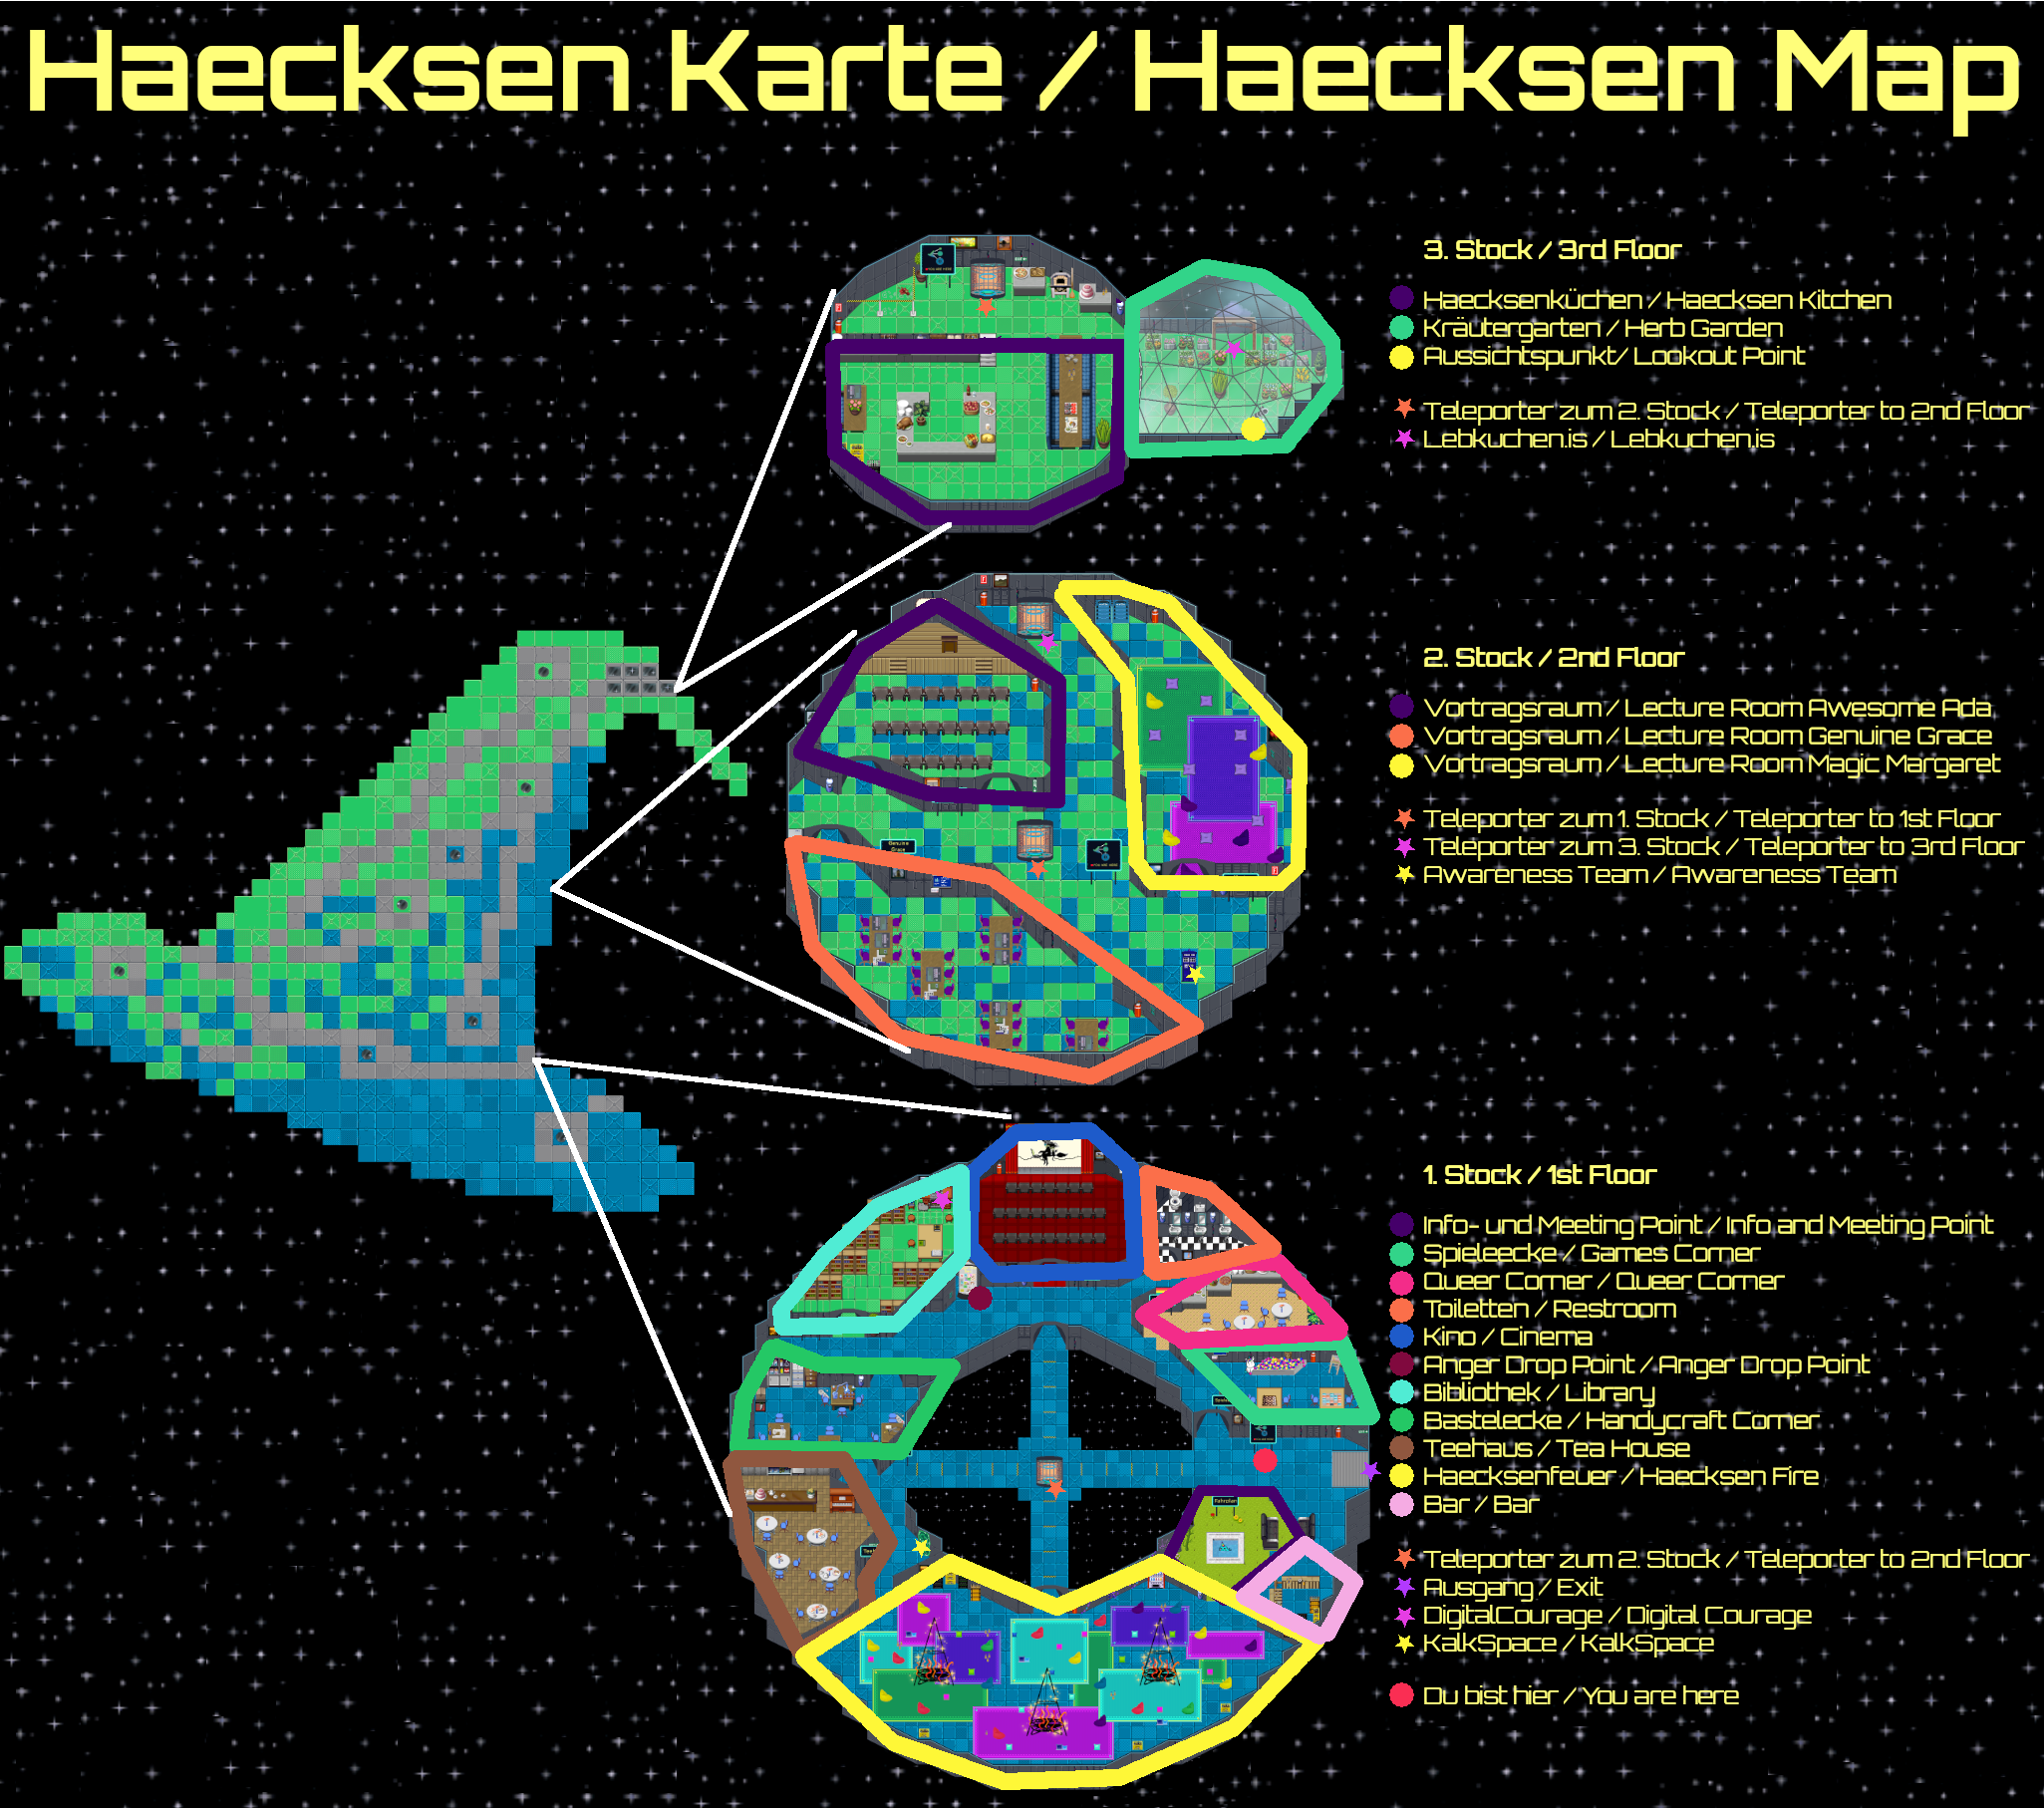 Haecksen Karte / Haecksen Map
3. Stock / 3rd Floor
Haecksenküchen / Haecksen Kitchen
Kräutergarten / Herb Garden
Aussichtspunkt/ Lookout Point
Teleporter zum 2. Stock / Teleporter to 2nd Floor
Lebkuchen.is / Lebkuchen.is
2. Stock / 2nd Floor
Vortragsraum / Lecture Room Awesome Ada
Vortragsraum / Lecture Room Genuine Grace
Vortragsraum / Lecture Room Magic Margaret
Teleporter zum 1. Stock / Teleporter to 1st Floor
Teleporter zum 3. Stock / Teleporter to 3rd Floor
Awareness Team / Awareness Team
Genuine
Grace
1. Stock / 1st Floor
Info- und Meeting Point / Info and Meeting Point
Spieleecke / Games Corner
Queer Corner / Queer Corner
Toiletten / Restroom
Kino / Cinema
Anger Drop Point / Anger Drop Point
Bibliothek / Library
Bastelecke / Handycraft Corner
Teehaus / Tea House
Haecksenfeuer / Haecksen Fire
Bar / Bar
Teleporter zum 2. Stock / Teleporter to 2nd Floor
Ausgang / Exit
DigitalCourage / Digital Courage
KalkSpace / KalkSpace
Du bist hier / You are here
Fahrplan